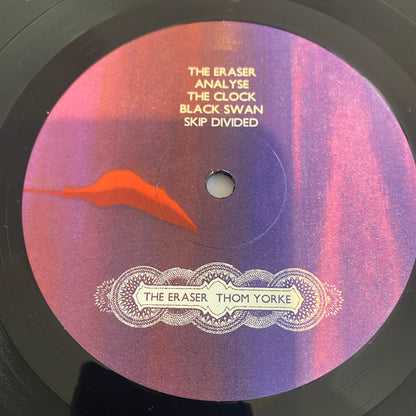 THE ERASER
ANALYSE
THE CLOCK
BLACK SWAN
SKIP DIVIDED
THE ERASER THOM YORKE